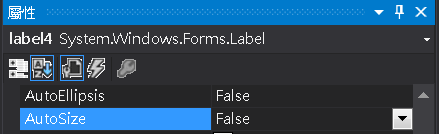 屬性
label4 System.Windows.Forms.Label
AutoEllipsis False
AutoSize False